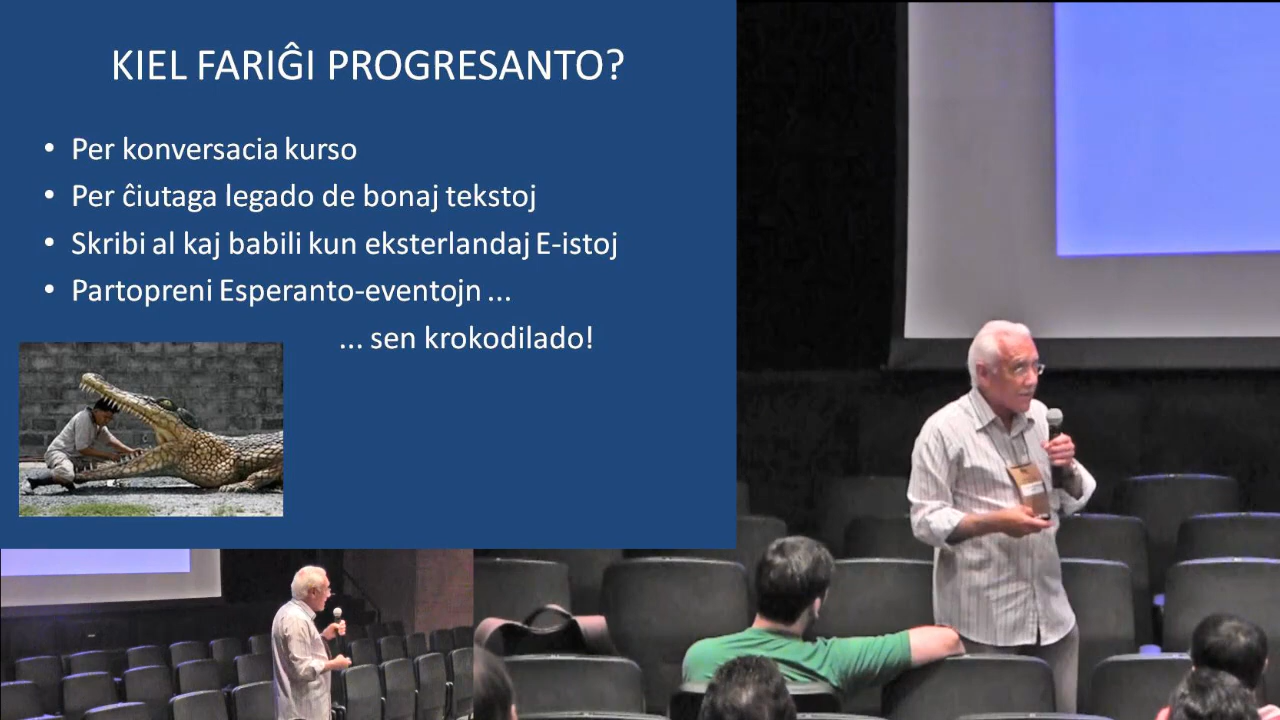 KIEL FARIĜI PROGRESANTO?
• Per konversacia kurso
• Per ĉiutaga legado de bonaj tekstoj
• Skribi al kaj babili kun eksterlandaj E-istoj
• Partopreni Esperanto-eventojn ...
... sen krokodilado!